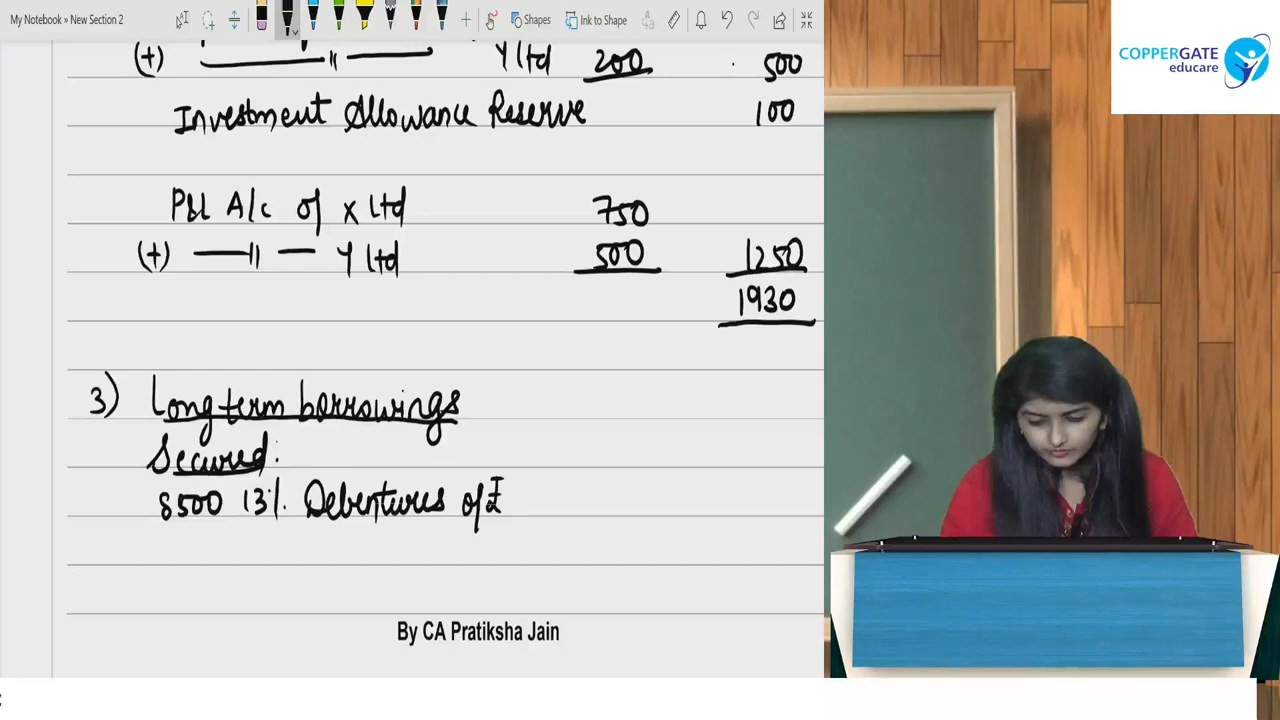 My Notebook » New Section 2
Shapes
Ink to Shape
COPPERGATE
educare
(+) —— 〃 —— Y Ltd 200 500
Investment Allowance Reserve 100
P&L A/c of X Ltd 750
(+) —— 〃 — Y Ltd 500 1250
1930
3) Long term borrowings
Secured:
8500 13% Debentures of ₹
By CA Pratiksha Jain